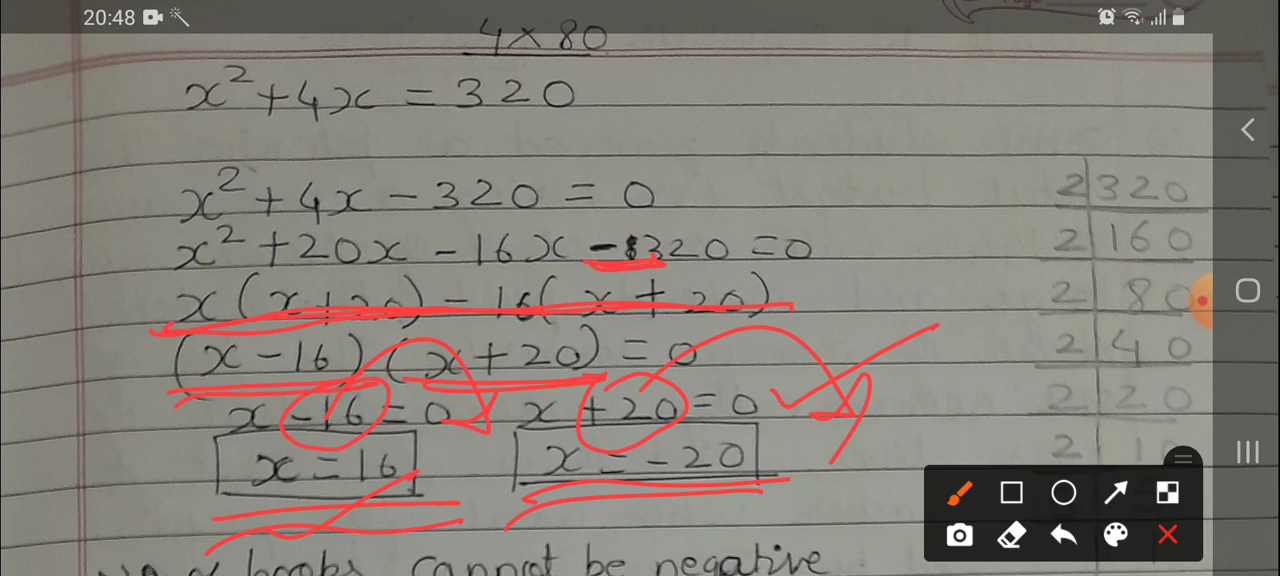 20:48
4 × 80
x² + 4x = 320
x² + 4x - 320 = 0
x² + 20x - 16x - 320 = 0
x(x + 20) - 16(x + 20)
(x - 16)(x + 20) = 0
x - 16 = 0 x + 20 = 0
x = 16 x = - 20
books cannot be negative
2 320
2 160
2 80
2 40
2 20
2 10